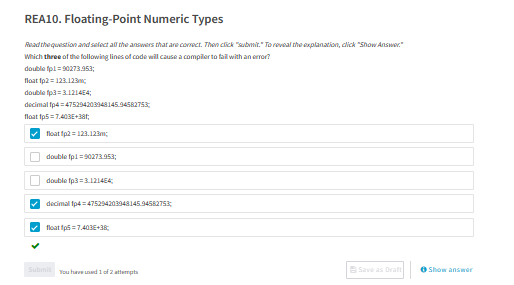 REA10. Floating-Point Numeric Types
Read the question and select all the answers that are correct. Then click "submit." To reveal the explanation, click "Show Answer."
Which three of the following lines of code will cause a compiler to fail with an error?
double fp1 = 90273.953;
float fp2 = 123.123m;
double fp3 = 3.1214E4;
decimal fp4 = 475294203948145.94582753;
float fp5 = 7.403E+38f;
float fp2 = 123.123m;
double fp1 = 90273.953;
double fp3 = 3.1214E4;
decimal fp4 = 475294203948145.94582753;
float fp5 = 7.403E+38;
Submit You have used 1 of 2 attempts Save as Draft Show answer